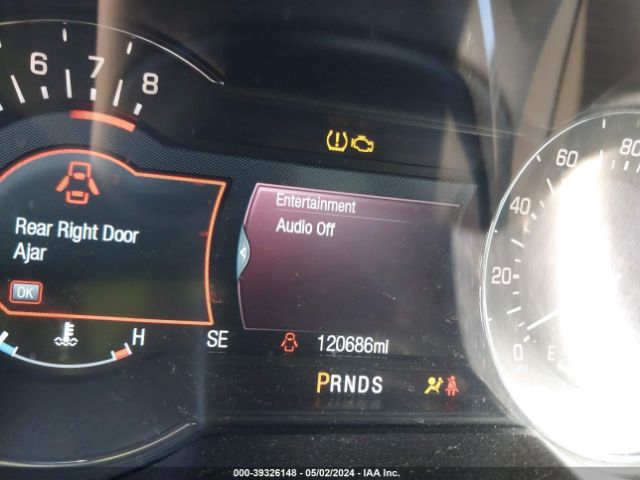 6 7 8
80
60
Entertainment
Audio Off
40
Rear Right Door
Ajar
20
OK
H
SE
120686mi
0
E
PRNDS
000-39326148 - 05/02/2024 - IAA Inc.